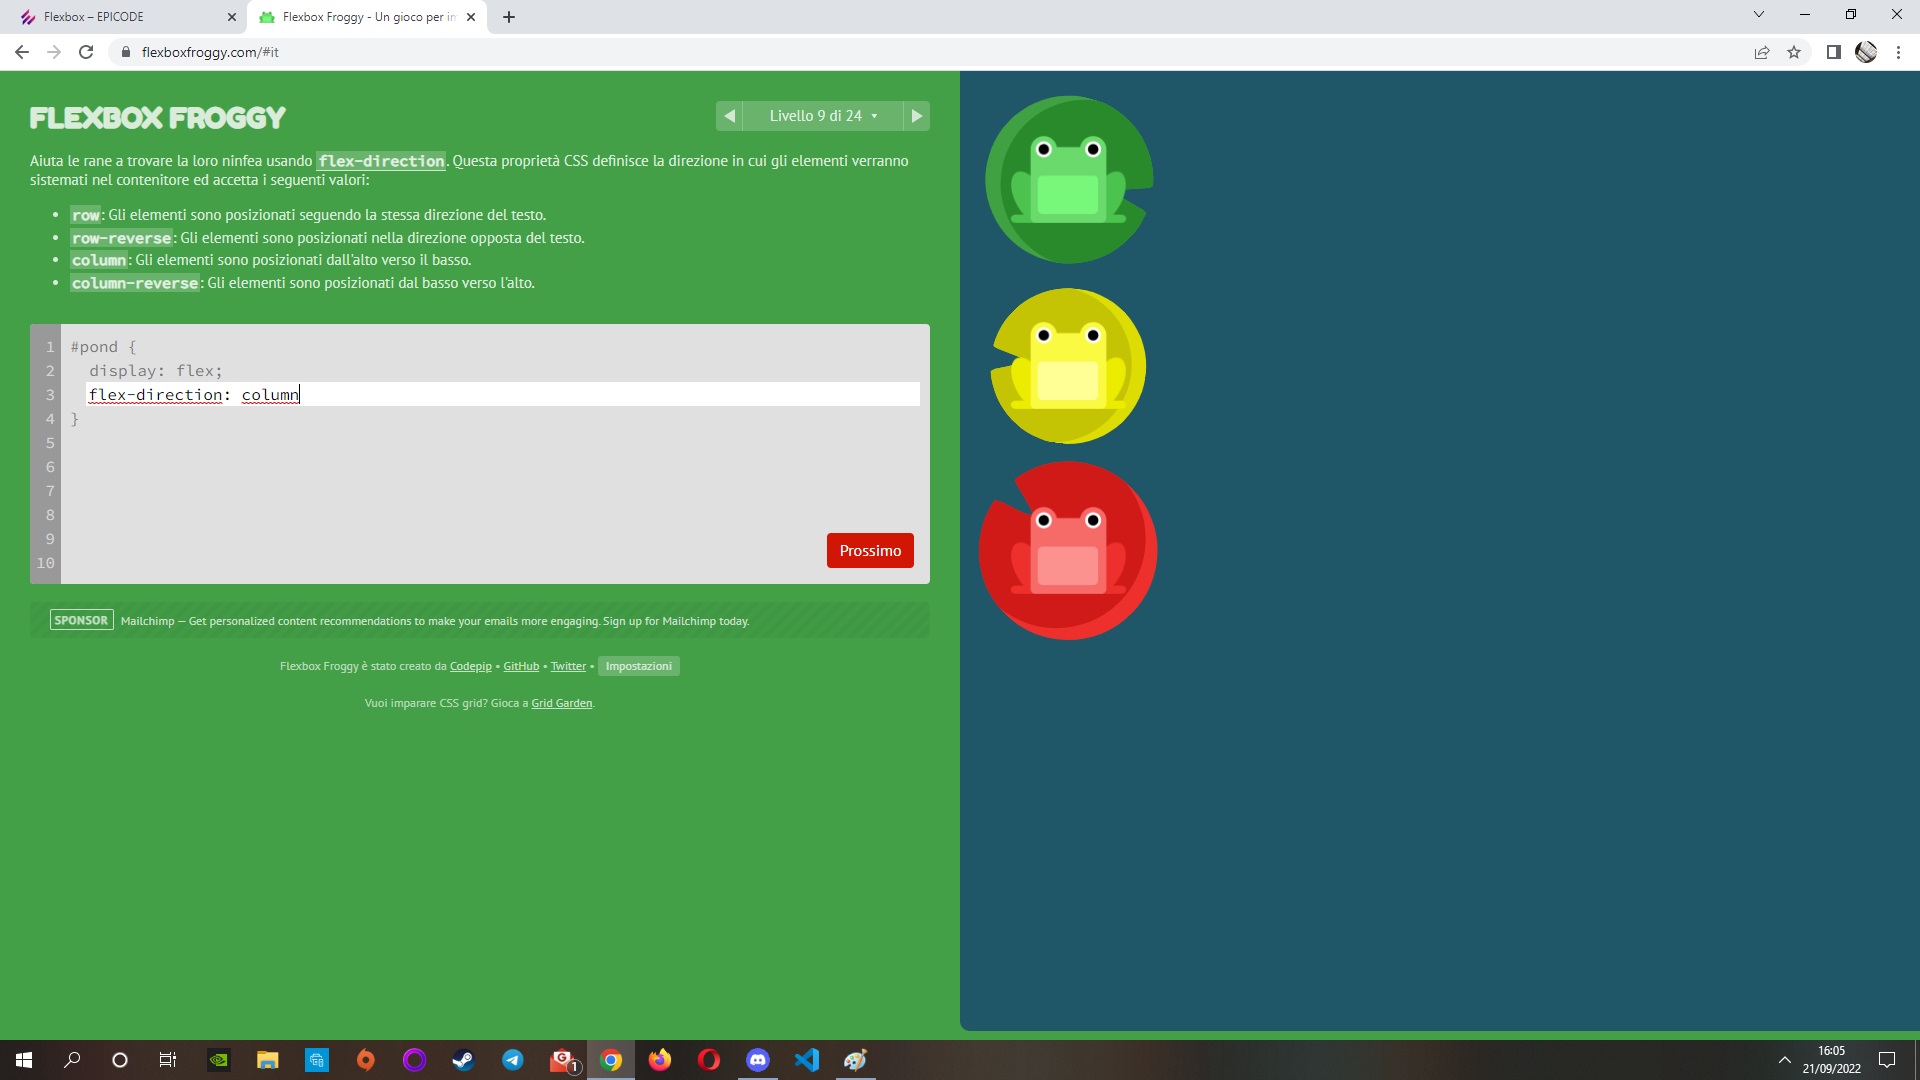 Flexbox – EPICODE
Flexbox Froggy - Un gioco per im
flexboxfroggy.com/#it
FLEXBOX FROGGY
Livello 9 di 24
Aiuta le rane a trovare la loro ninfea usando flex-direction. Questa proprietà CSS definisce la direzione in cui gli elementi verranno
sistemati nel contenitore ed accetta i seguenti valori:
• row: Gli elementi sono posizionati seguendo la stessa direzione del testo.
• row-reverse: Gli elementi sono posizionati nella direzione opposta del testo.
• column: Gli elementi sono posizionati dall'alto verso il basso.
• column-reverse: Gli elementi sono posizionati dal basso verso l'alto.
1 #pond {
2 display: flex;
3 flex-direction: column
4 }
5
6
7
8
9
10
Prossimo
SPONSOR Mailchimp — Get personalized content recommendations to make your emails more engaging. Sign up for Mailchimp today.
Flexbox Froggy è stato creato da Codepip • GitHub • Twitter • Impostazioni
Vuoi imparare CSS grid? Gioca a Grid Garden.
G 1
16:05
21/09/2022